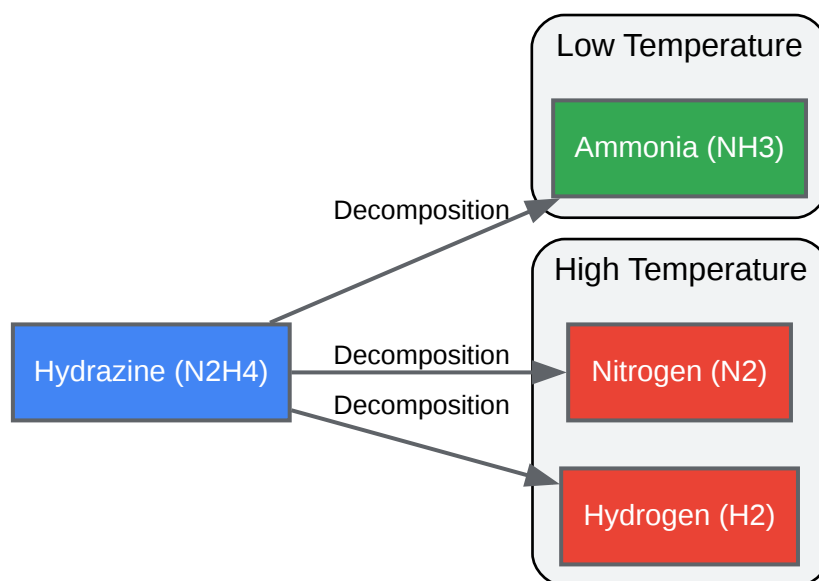 Low Temperature
Ammonia (NH3)
Decomposition
High Temperature
Hydrazine (N2H4)
Decomposition
Nitrogen (N2)
Decomposition
Hydrogen (H2)